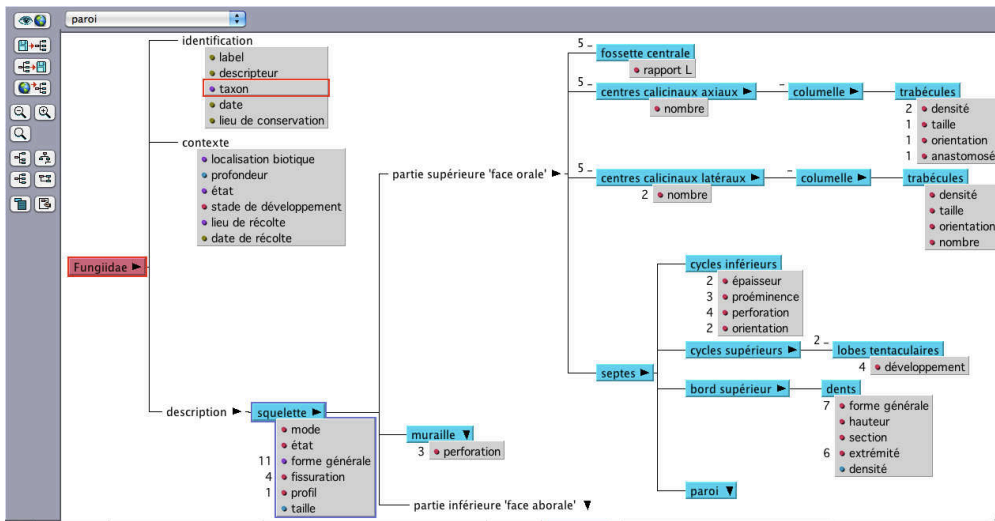 paroi
identification
label
descripteur
taxon
date
lieu de conservation
contexte
localisation biotique
profondeur
état
stade de développement
lieu de récolte
date de récolte
Fungiidae
description
squelette
mode
état
11 forme générale
4 fissuration
1 profil
taille
partie supérieure 'face orale'
muraille
3 perforation
partie inférieure 'face aborale'
5 - fossette centrale
rapport L
5 - centres calicinaux axiaux
nombre
- columelle
trabécules
2 densité
1 taille
1 orientation
1 anastomosé
5 - centres calicinaux latéraux
2 nombre
- columelle
trabécules
densité
taille
orientation
nombre
septes
cycles inférieurs
2 épaisseur
3 proéminence
4 perforation
2 orientation
cycles supérieurs
2 - lobes tentaculaires
4 développement
bord supérieur
dents
7 forme générale
hauteur
section
6 extrémité
densité
paroi